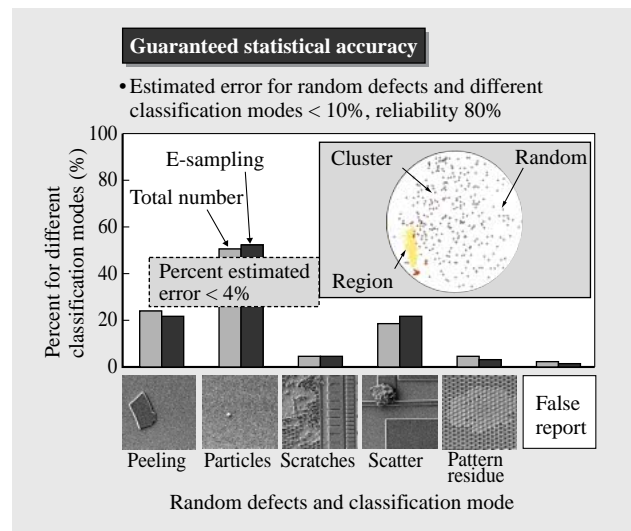 Guaranteed statistical accuracy
• Estimated error for random defects and different
classification modes < 10%, reliability 80%
Percent for different
classification modes (%)
100
80
60
40
20
0
E-sampling
Total number
Percent estimated
error < 4%
Cluster
Random
Region
Peeling
Particles
Scratches
Scatter
Pattern
residue
False
report
Random defects and classification mode